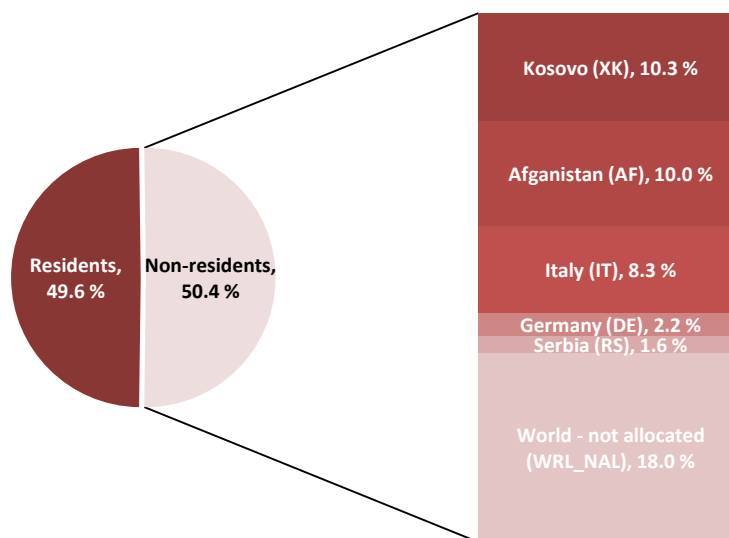 Residents,
49.6 %
Non-residents,
50.4 %
Kosovo (XK), 10.3 %
Afganistan (AF), 10.0 %
Italy (IT), 8.3 %
Germany (DE), 2.2 %
Serbia (RS), 1.6 %
World - not allocated
(WRL_NAL), 18.0 %